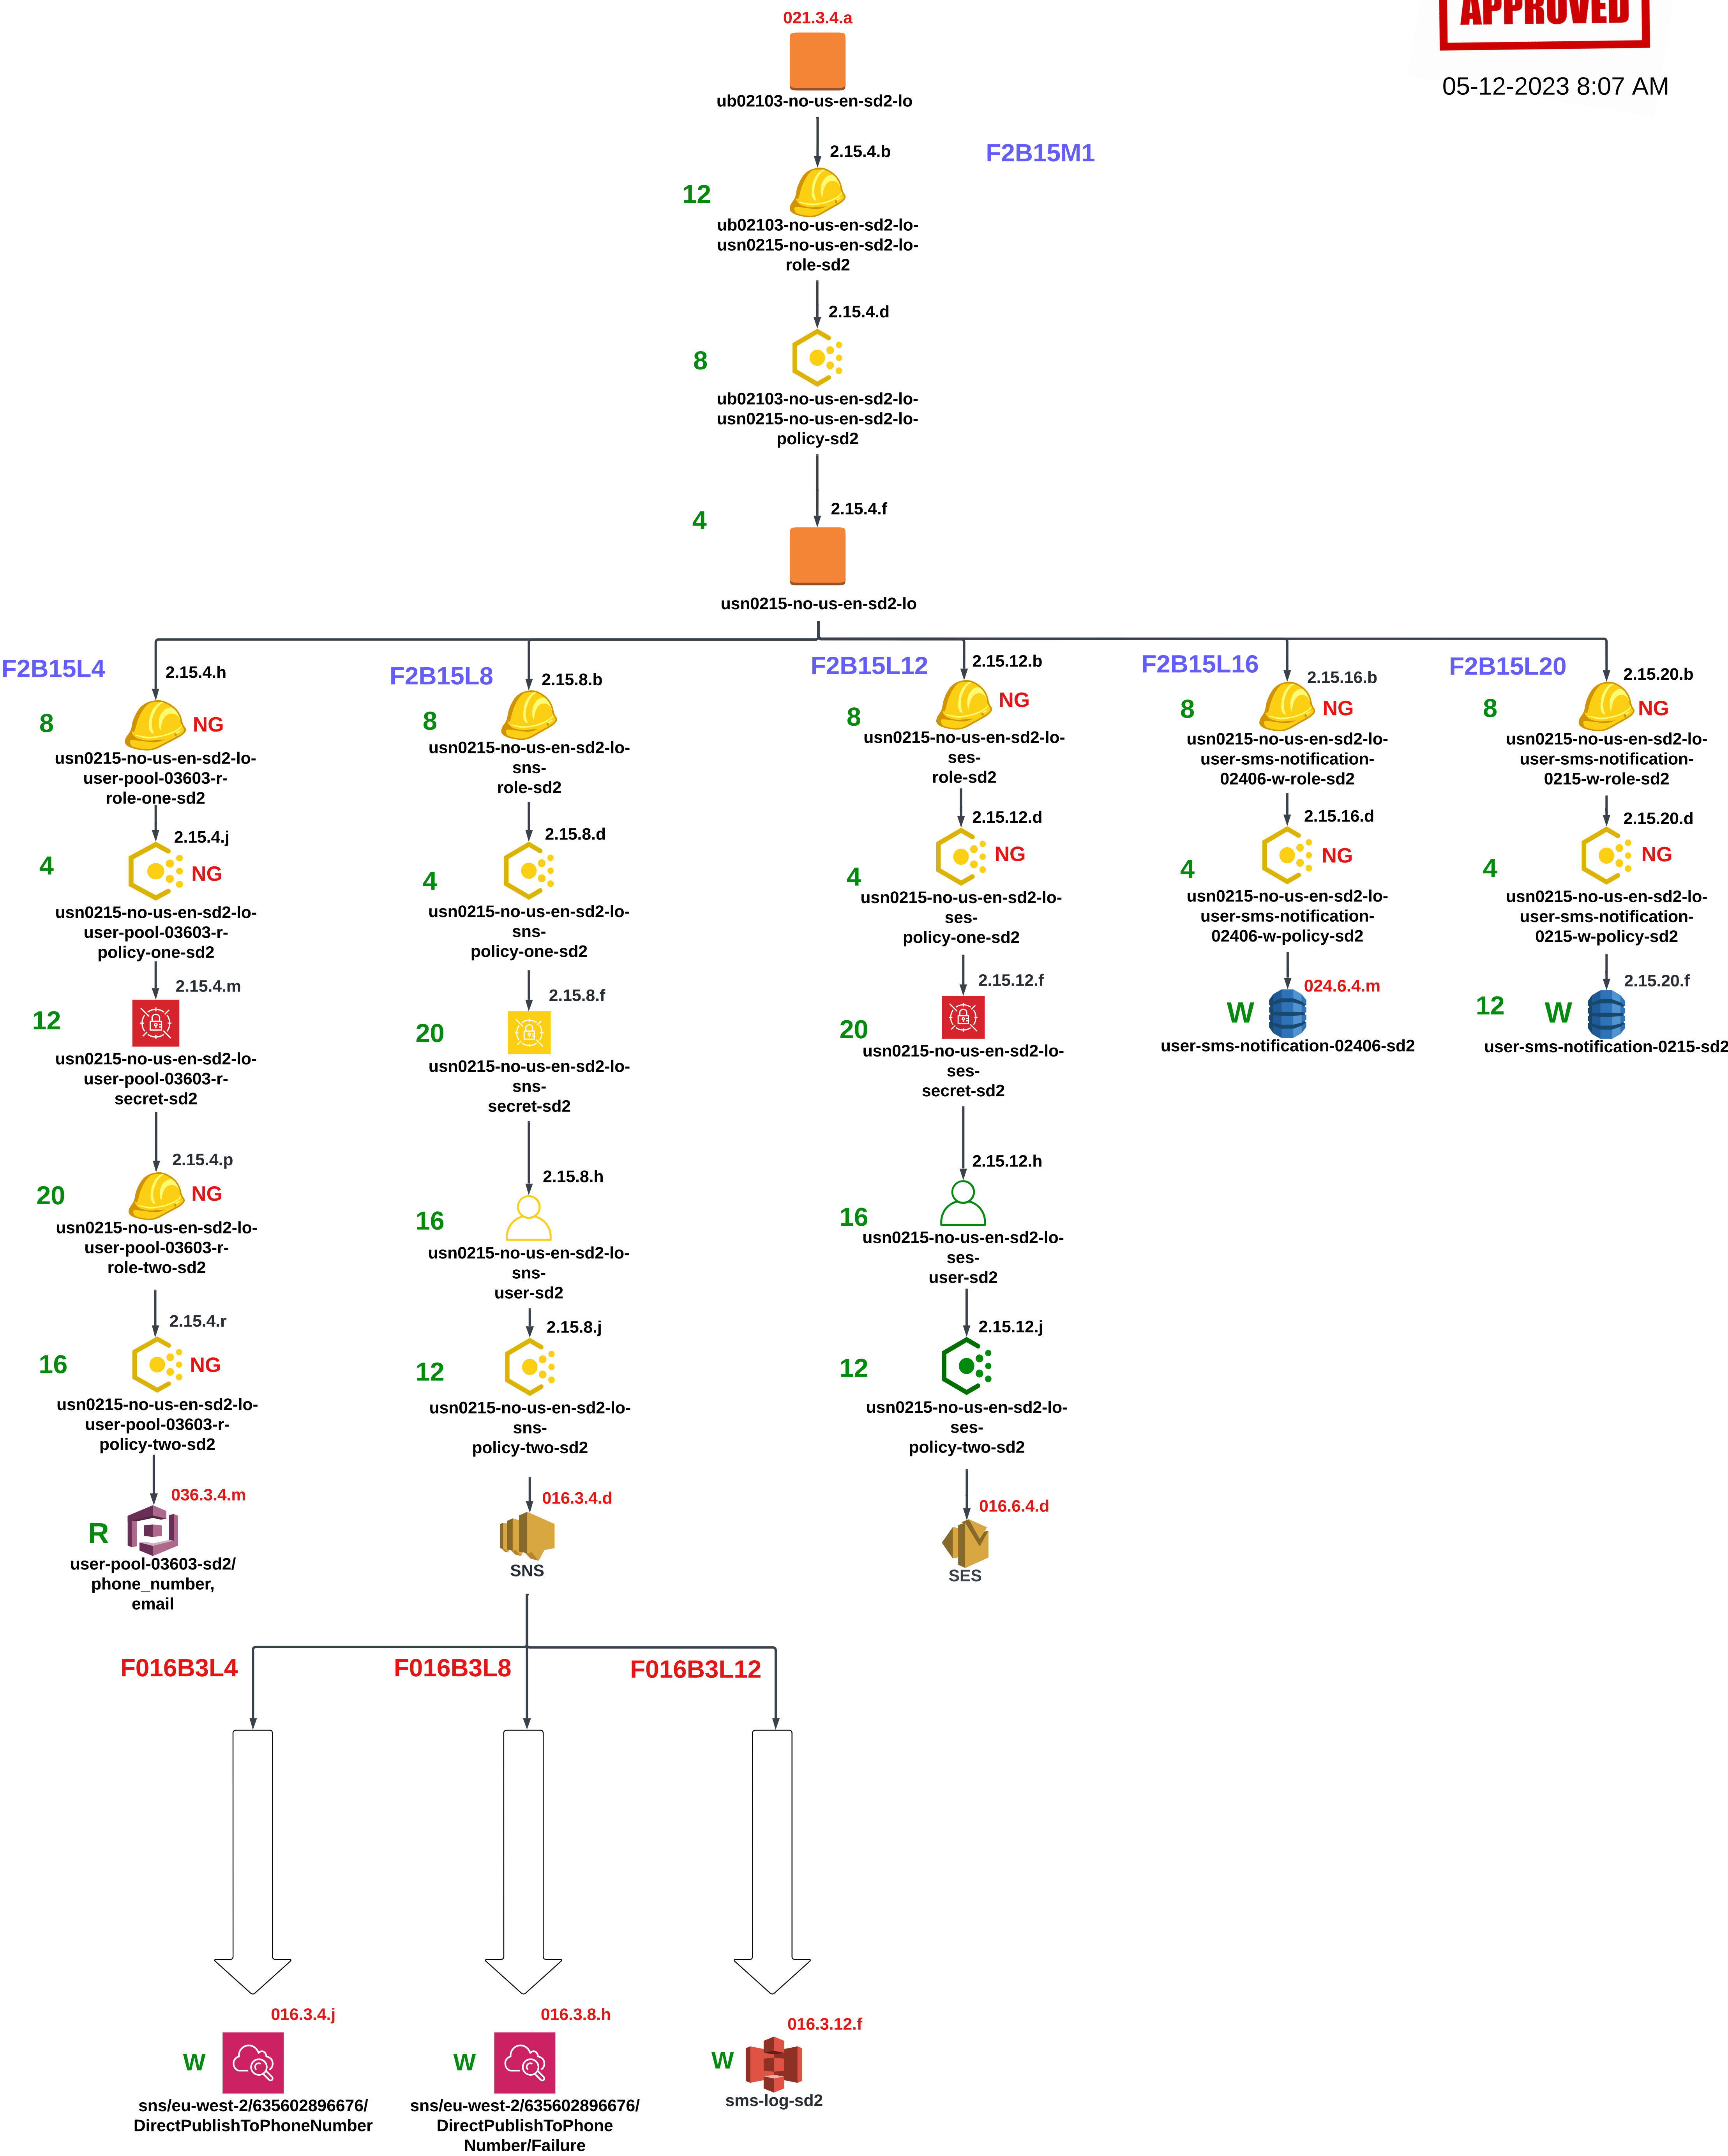 021.3.4.a
APPROVED
05-12-2023 8:07 AM
ub02103-no-us-en-sd2-lo
2.15.4.b
F2B15M1
12
ub02103-no-us-en-sd2-lo-
usn0215-no-us-en-sd2-lo-
role-sd2
2.15.4.d
8
ub02103-no-us-en-sd2-lo-
usn0215-no-us-en-sd2-lo-
policy-sd2
2.15.4.f
4
usn0215-no-us-en-sd2-lo
F2B15L4
2.15.4.h
8
NG
usn0215-no-us-en-sd2-lo-
user-pool-03603-r-
role-one-sd2
2.15.4.j
4
NG
usn0215-no-us-en-sd2-lo-
user-pool-03603-r-
policy-one-sd2
2.15.4.m
12
usn0215-no-us-en-sd2-lo-
user-pool-03603-r-
secret-sd2
2.15.4.p
20
NG
usn0215-no-us-en-sd2-lo-
user-pool-03603-r-
role-two-sd2
2.15.4.r
16
NG
usn0215-no-us-en-sd2-lo-
user-pool-03603-r-
policy-two-sd2
036.3.4.m
R
user-pool-03603-sd2/
phone_number,
email
F2B15L8
2.15.8.b
8
usn0215-no-us-en-sd2-lo-
sns-
role-sd2
2.15.8.d
4
usn0215-no-us-en-sd2-lo-
sns-
policy-one-sd2
2.15.8.f
20
usn0215-no-us-en-sd2-lo-
sns-
secret-sd2
2.15.8.h
16
usn0215-no-us-en-sd2-lo-
sns-
user-sd2
2.15.8.j
12
usn0215-no-us-en-sd2-lo-
sns-
policy-two-sd2
016.3.4.d
SNS
F2B15L12
2.15.12.b
8
NG
usn0215-no-us-en-sd2-lo-
ses-
role-sd2
2.15.12.d
4
NG
usn0215-no-us-en-sd2-lo-
ses-
policy-one-sd2
2.15.12.f
20
usn0215-no-us-en-sd2-lo-
ses-
secret-sd2
2.15.12.h
16
usn0215-no-us-en-sd2-lo-
ses-
user-sd2
2.15.12.j
12
usn0215-no-us-en-sd2-lo-
ses-
policy-two-sd2
016.6.4.d
SES
F2B15L16
2.15.16.b
8
NG
usn0215-no-us-en-sd2-lo-
user-sms-notification-
02406-w-role-sd2
2.15.16.d
4
NG
usn0215-no-us-en-sd2-lo-
user-sms-notification-
02406-w-policy-sd2
024.6.4.m
W
user-sms-notification-02406-sd2
F2B15L20
2.15.20.b
8
NG
usn0215-no-us-en-sd2-lo-
user-sms-notification-
0215-w-role-sd2
2.15.20.d
4
NG
usn0215-no-us-en-sd2-lo-
user-sms-notification-
0215-w-policy-sd2
2.15.20.f
12
W
user-sms-notification-0215-sd2
F016B3L4
F016B3L8
F016B3L12
016.3.4.j
W
sns/eu-west-2/635602896676/
DirectPublishToPhoneNumber
016.3.8.h
W
sns/eu-west-2/635602896676/
DirectPublishToPhone
Number/Failure
016.3.12.f
W
sms-log-sd2